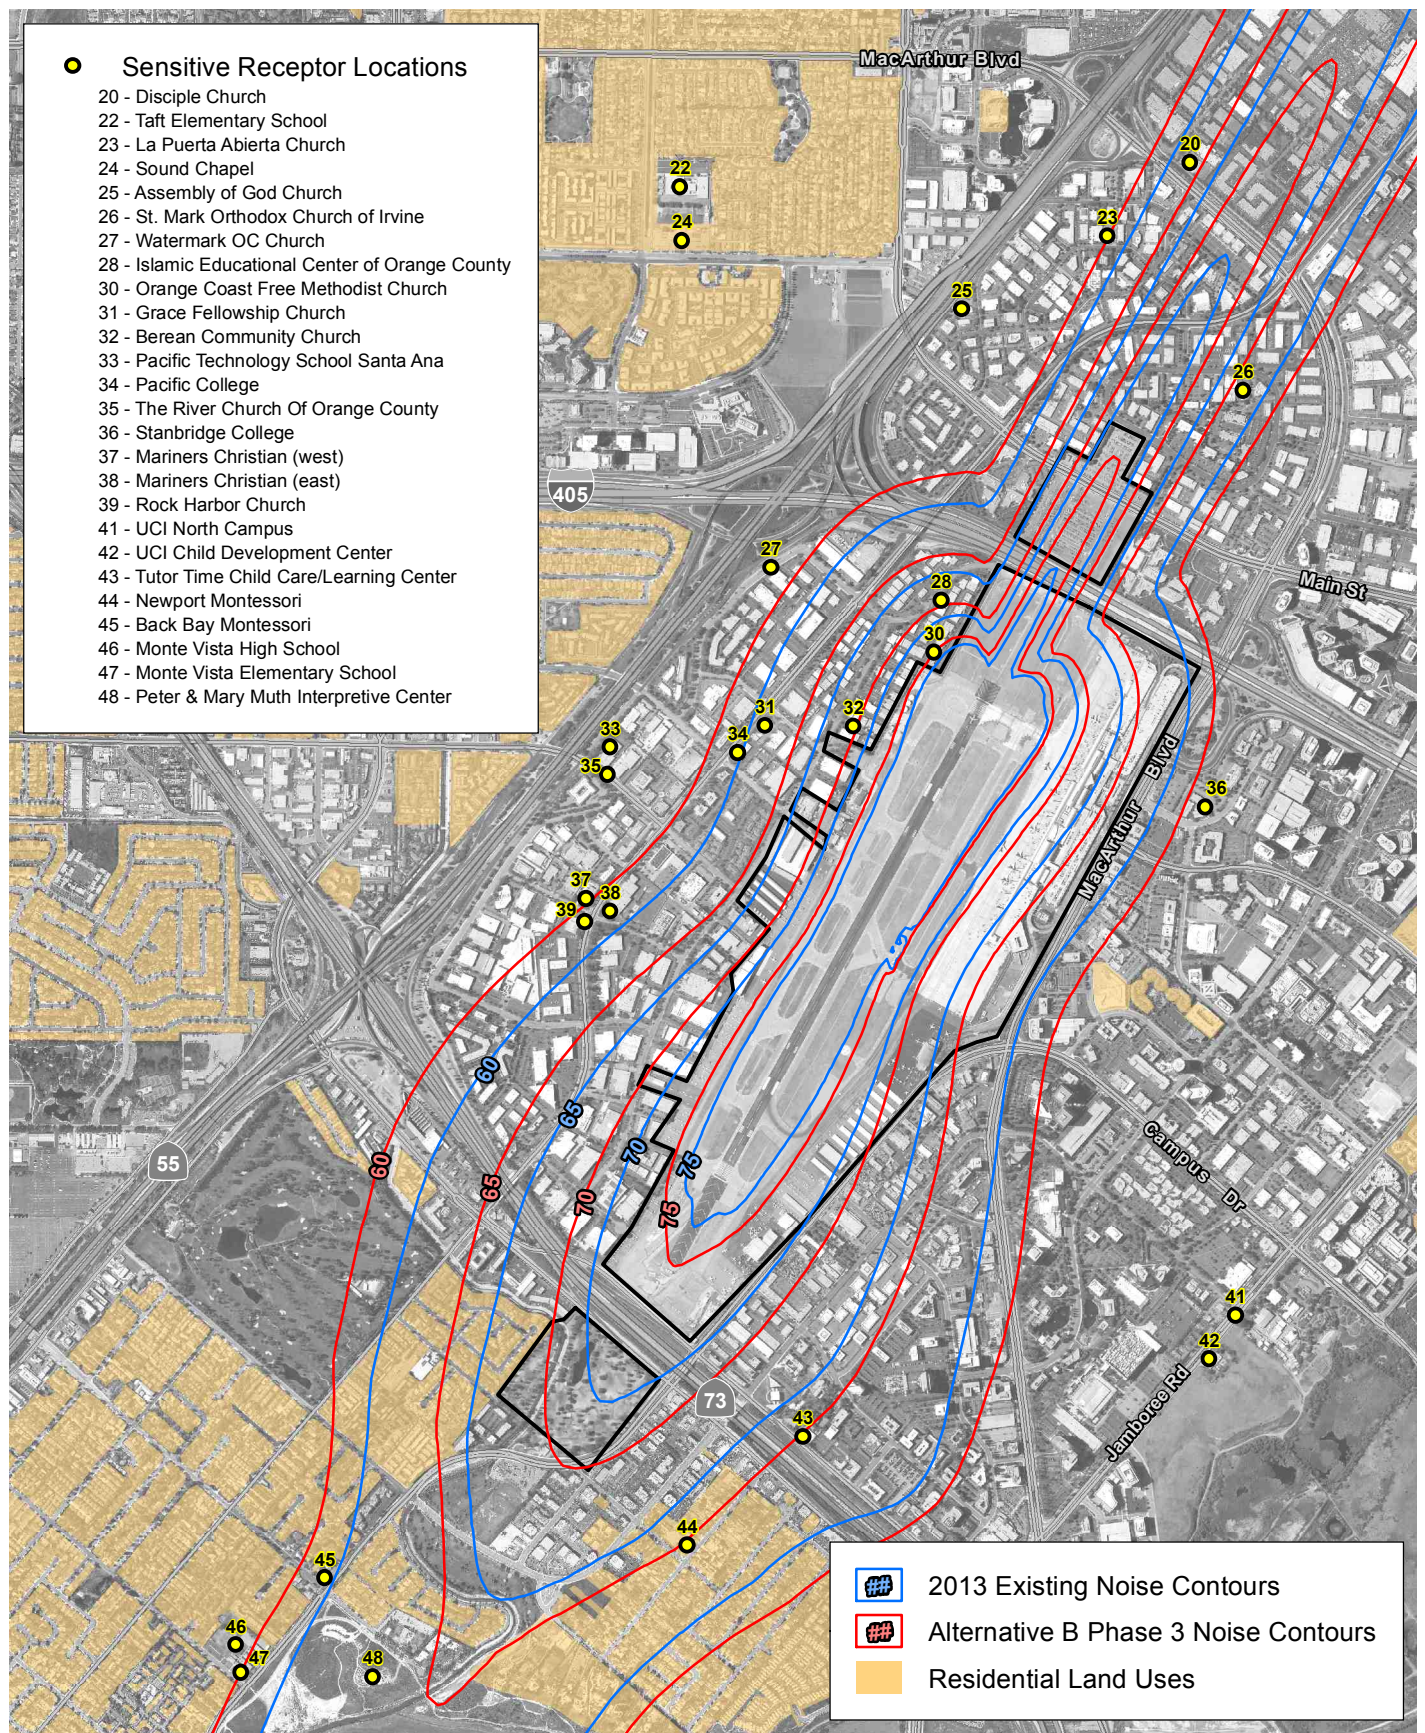 Sensitive Receptor Locations
20 - Disciple Church
22 - Taft Elementary School
23 - La Puerta Abierta Church
24 - Sound Chapel
25 - Assembly of God Church
26 - St. Mark Orthodox Church of Irvine
27 - Watermark OC Church
28 - Islamic Educational Center of Orange County
30 - Orange Coast Free Methodist Church
31 - Grace Fellowship Church
32 - Berean Community Church
33 - Pacific Technology School Santa Ana
34 - Pacific College
35 - The River Church Of Orange County
36 - Stanbridge College
37 - Mariners Christian (west)
38 - Mariners Christian (east)
39 - Rock Harbor Church
41 - UCI North Campus
42 - UCI Child Development Center
43 - Tutor Time Child Care/Learning Center
44 - Newport Montessori
45 - Back Bay Montessori
46 - Monte Vista High School
47 - Monte Vista Elementary School
48 - Peter & Mary Muth Interpretive Center
MacArthur Blvd
20
22
23
24
25
26
405
27
Main St
28
30
31
32
33
34
35
MacArthur Blvd
36
37
38
39
60
65
70
75
55
60
65
70
75
Campus Dr
41
42
Jamboree Rd
73
43
44
45
46
47
48
## 2013 Existing Noise Contours
## Alternative B Phase 3 Noise Contours
Residential Land Uses